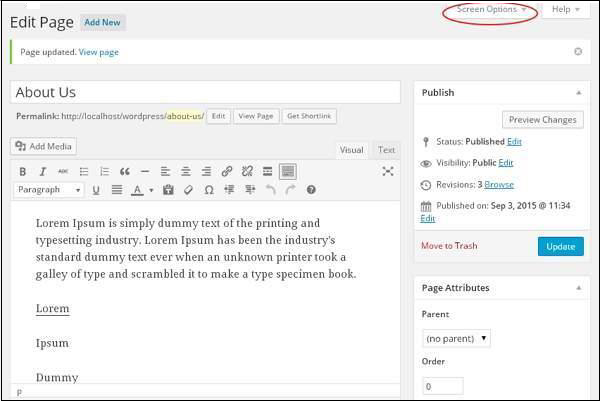 Screen Options Help
Edit Page Add New
Page updated. View page
About Us
Permalink: http://localhost/wordpress/about-us/ Edit View Page Get Shortlink
Add Media
Visual Text
B I ABC
Paragraph U A
Lorem Ipsum is simply dummy text of the printing and
typesetting industry. Lorem Ipsum has been the industry's
standard dummy text ever when an unknown printer took a
galley of type and scrambled it to make a type specimen book.
Lorem
Ipsum
Dummy
p
Publish
Preview Changes
Status: Published Edit
Visibility: Public Edit
Revisions: 3 Browse
Published on: Sep 3, 2015 @ 11:34
Edit
Move to Trash Update
Page Attributes
Parent
(no parent)
Order
0